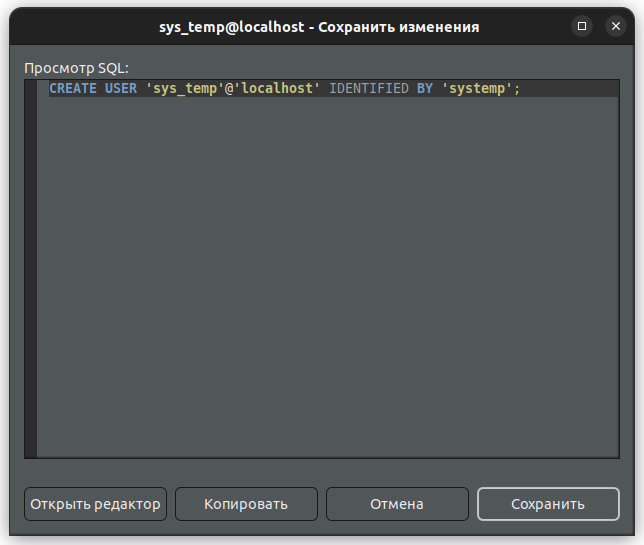 sys_temp@localhost - Сохранить изменения
Просмотр SQL:
CREATE USER 'sys_temp'@'localhost' IDENTIFIED BY 'systemp';
Открыть редактор
Копировать
Отмена
Сохранить